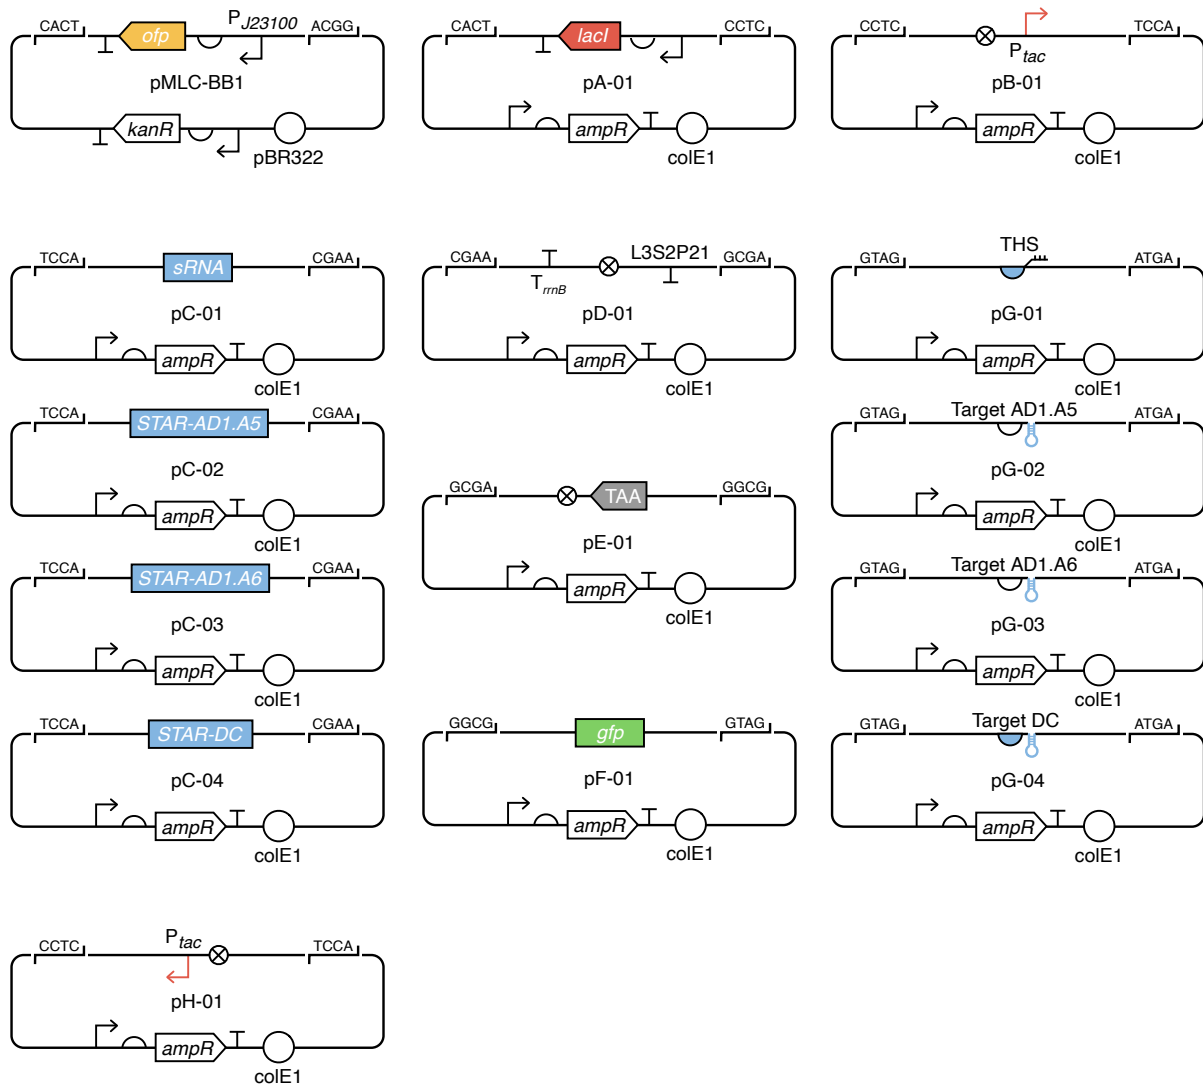 CACT ofp P_J23100 ACGG
pMLC-BB1
kanR
pBR322
CACT lacI CCTC
pA-01
ampR
colE1
CCTC P_tac TCCA
pB-01
ampR
colE1
TCCA sRNA CGAA
pC-01
ampR
colE1
CGAA T_rrnB L3S2P21 GCGA
pD-01
ampR
colE1
GTAG THS ATGA
pG-01
ampR
colE1
TCCA STAR-AD1.A5 CGAA
pC-02
ampR
colE1
GCGA TAA GGCG
pE-01
ampR
colE1
GTAG Target AD1.A5 ATGA
pG-02
ampR
colE1
TCCA STAR-AD1.A6 CGAA
pC-03
ampR
colE1
GTAG Target AD1.A6 ATGA
pG-03
ampR
colE1
TCCA STAR-DC CGAA
pC-04
ampR
colE1
GGCG gfp GTAG
pF-01
ampR
colE1
GTAG Target DC ATGA
pG-04
ampR
colE1
CCTC P_tac TCCA
pH-01
ampR
colE1